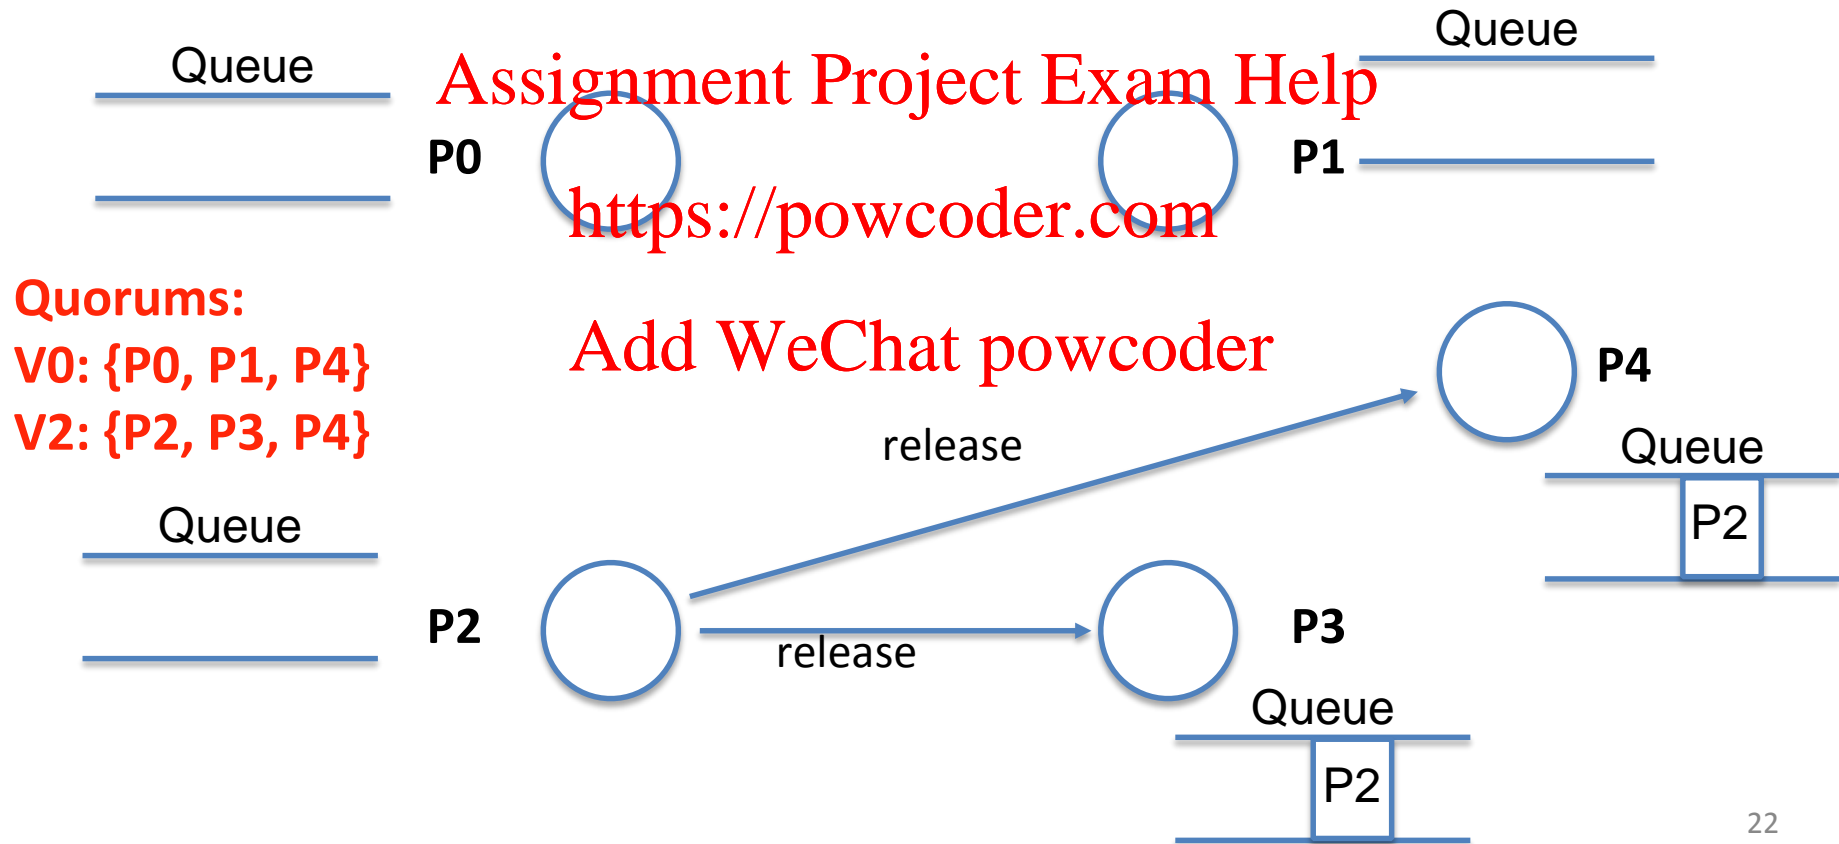 Queue
Queue
Assignment Project Exam Help
P0
P1
https://powcoder.com
Quorums:
V0: {P0, P1, P4}
V2: {P2, P3, P4}
Add WeChat powcoder
P4
release
Queue
P2
Queue
P2
P3
release
Queue
P2
22